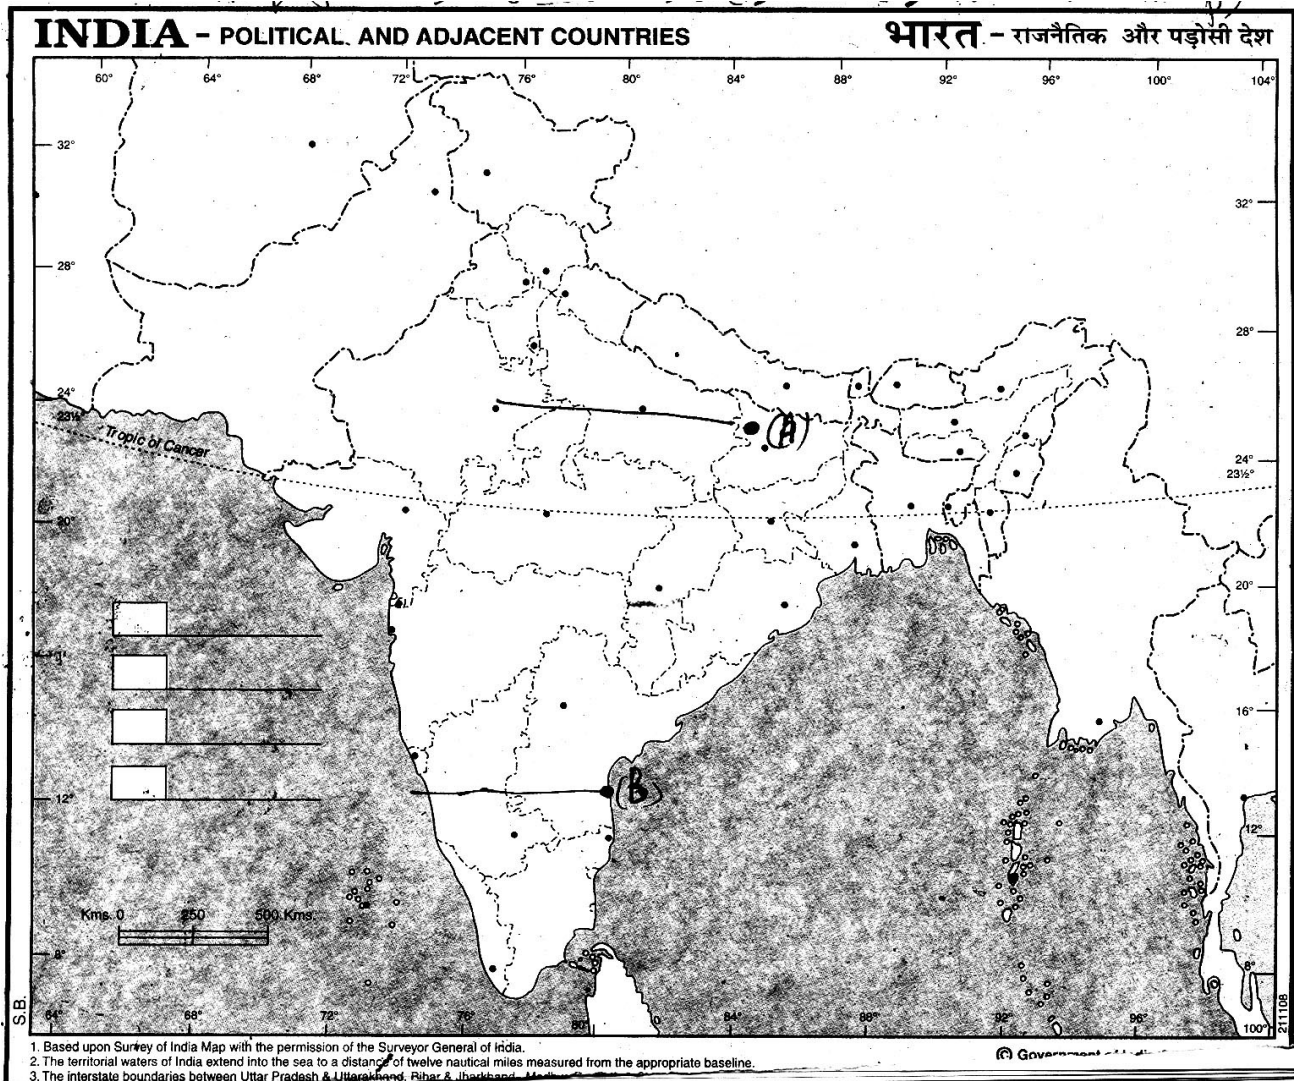 INDIA – POLITICAL AND ADJACENT COUNTRIES
भारत – राजनैतिक और पड़ोसी देश
60° 64° 68° 72° 76° 80° 84° 88° 92° 96° 100° 104°
32°
32°
28°
28°
24°
23½°
Tropic of Cancer
(A)
24°
23½°
20°
20°
16°
(B)
12°
12°
Kms. 0 250 500 Kms.
8°
8°
S.B.
64° 68° 72° 76° 80° 84° 88° 92° 96° 100°
211108
1. Based upon Survey of India Map with the permission of the Surveyor General of India.
2. The territorial waters of India extend into the sea to a distance of twelve nautical miles measured from the appropriate baseline.
3. The interstate boundaries between Uttar Pradesh & Uttarakhand, Bihar & Jharkhand,